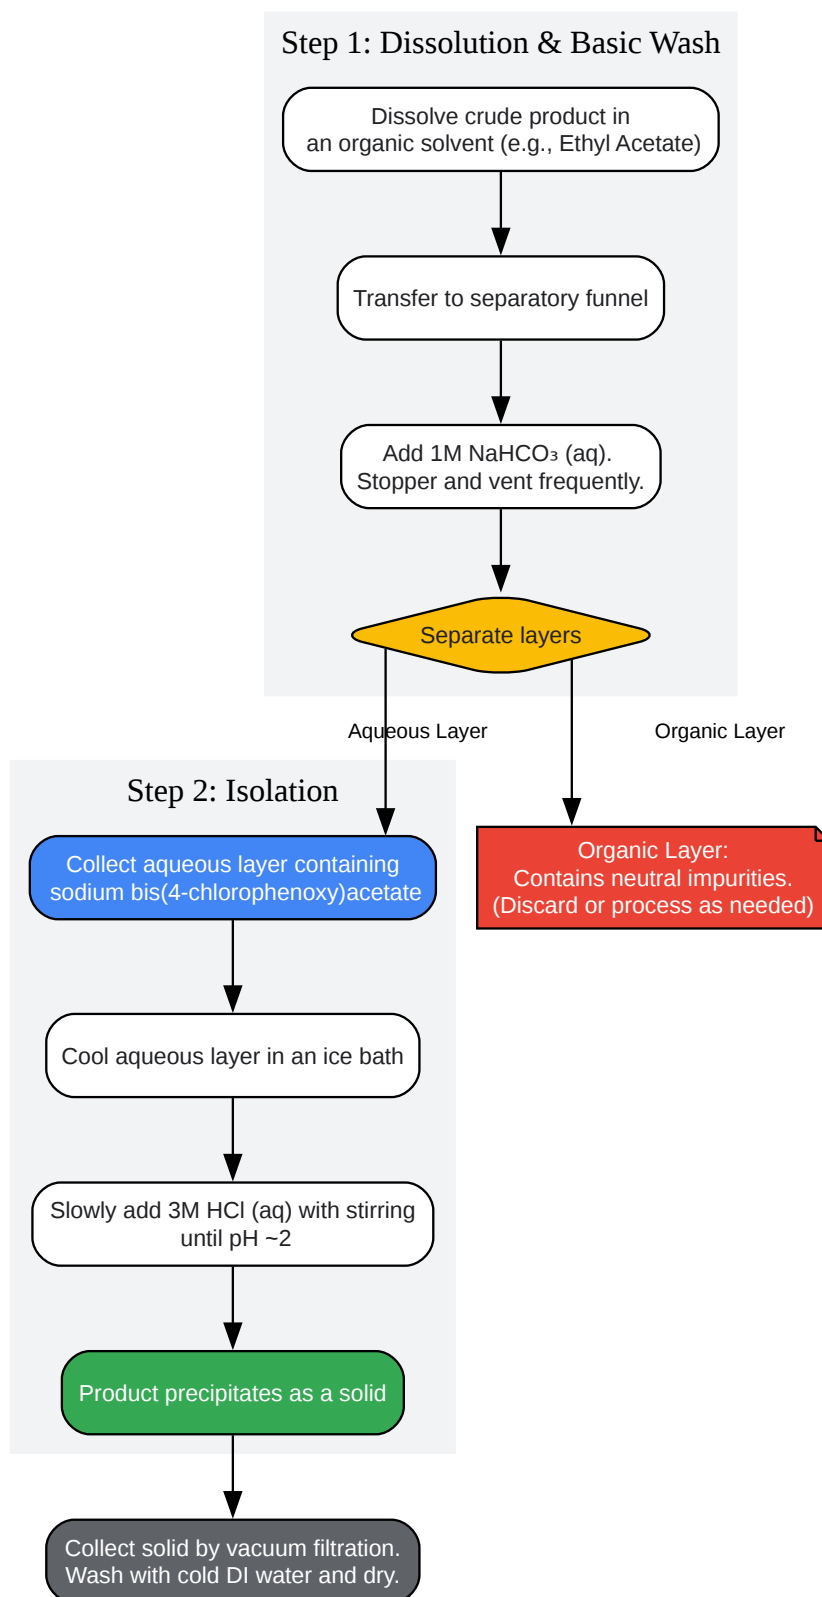 Step 1: Dissolution & Basic Wash
Dissolve crude product in
an organic solvent (e.g., Ethyl Acetate)
Transfer to separatory funnel
Add 1M NaHCO₃ (aq).
Stopper and vent frequently.
Separate layers
Aqueous Layer
Organic Layer
Step 2: Isolation
Collect aqueous layer containing
sodium bis(4-chlorophenoxy)acetate
Organic Layer:
Contains neutral impurities.
(Discard or process as needed)
Cool aqueous layer in an ice bath
Slowly add 3M HCl (aq) with stirring
until pH ~2
Product precipitates as a solid
Collect solid by vacuum filtration.
Wash with cold DI water and dry.